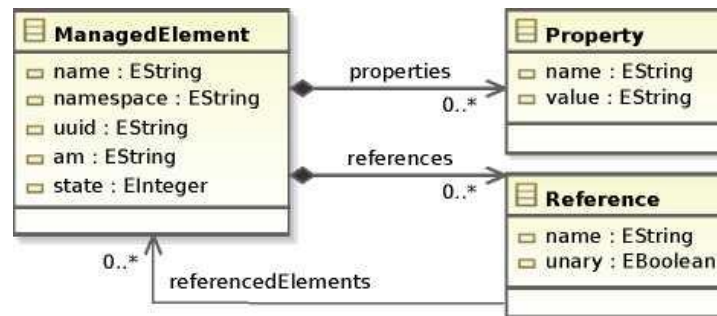 ManagedElement
name : EString
namespace : EString
uuid : EString
am : EString
state : EInteger
properties
0..*
references
0..*
Property
name : EString
value : EString
Reference
name : EString
unary : EBoolean
0..*
referencedElements